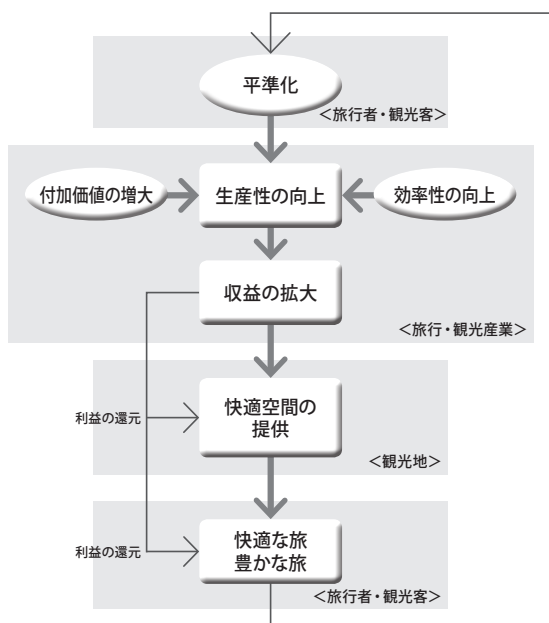 平準化
＜旅行者・観光客＞
付加価値の増大
生産性の向上
効率性の向上
収益の拡大
＜旅行・観光産業＞
利益の還元
快適空間の
提供
＜観光地＞
利益の還元
快適な旅
豊かな旅
＜旅行者・観光客＞